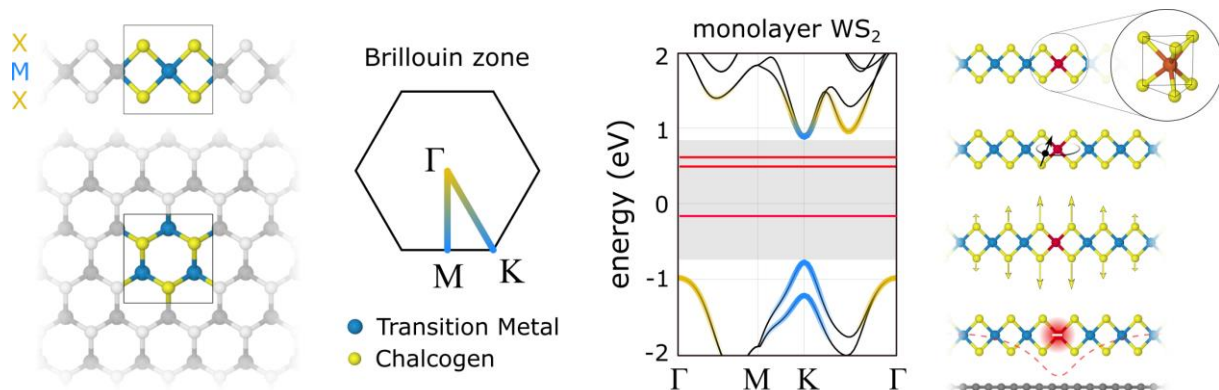 X
M
X
Brillouin zone
Γ
M
K
Transition Metal
Chalcogen
monolayer WS₂
energy (eV)
2
1
0
-1
-2
Γ
M
K
Γ